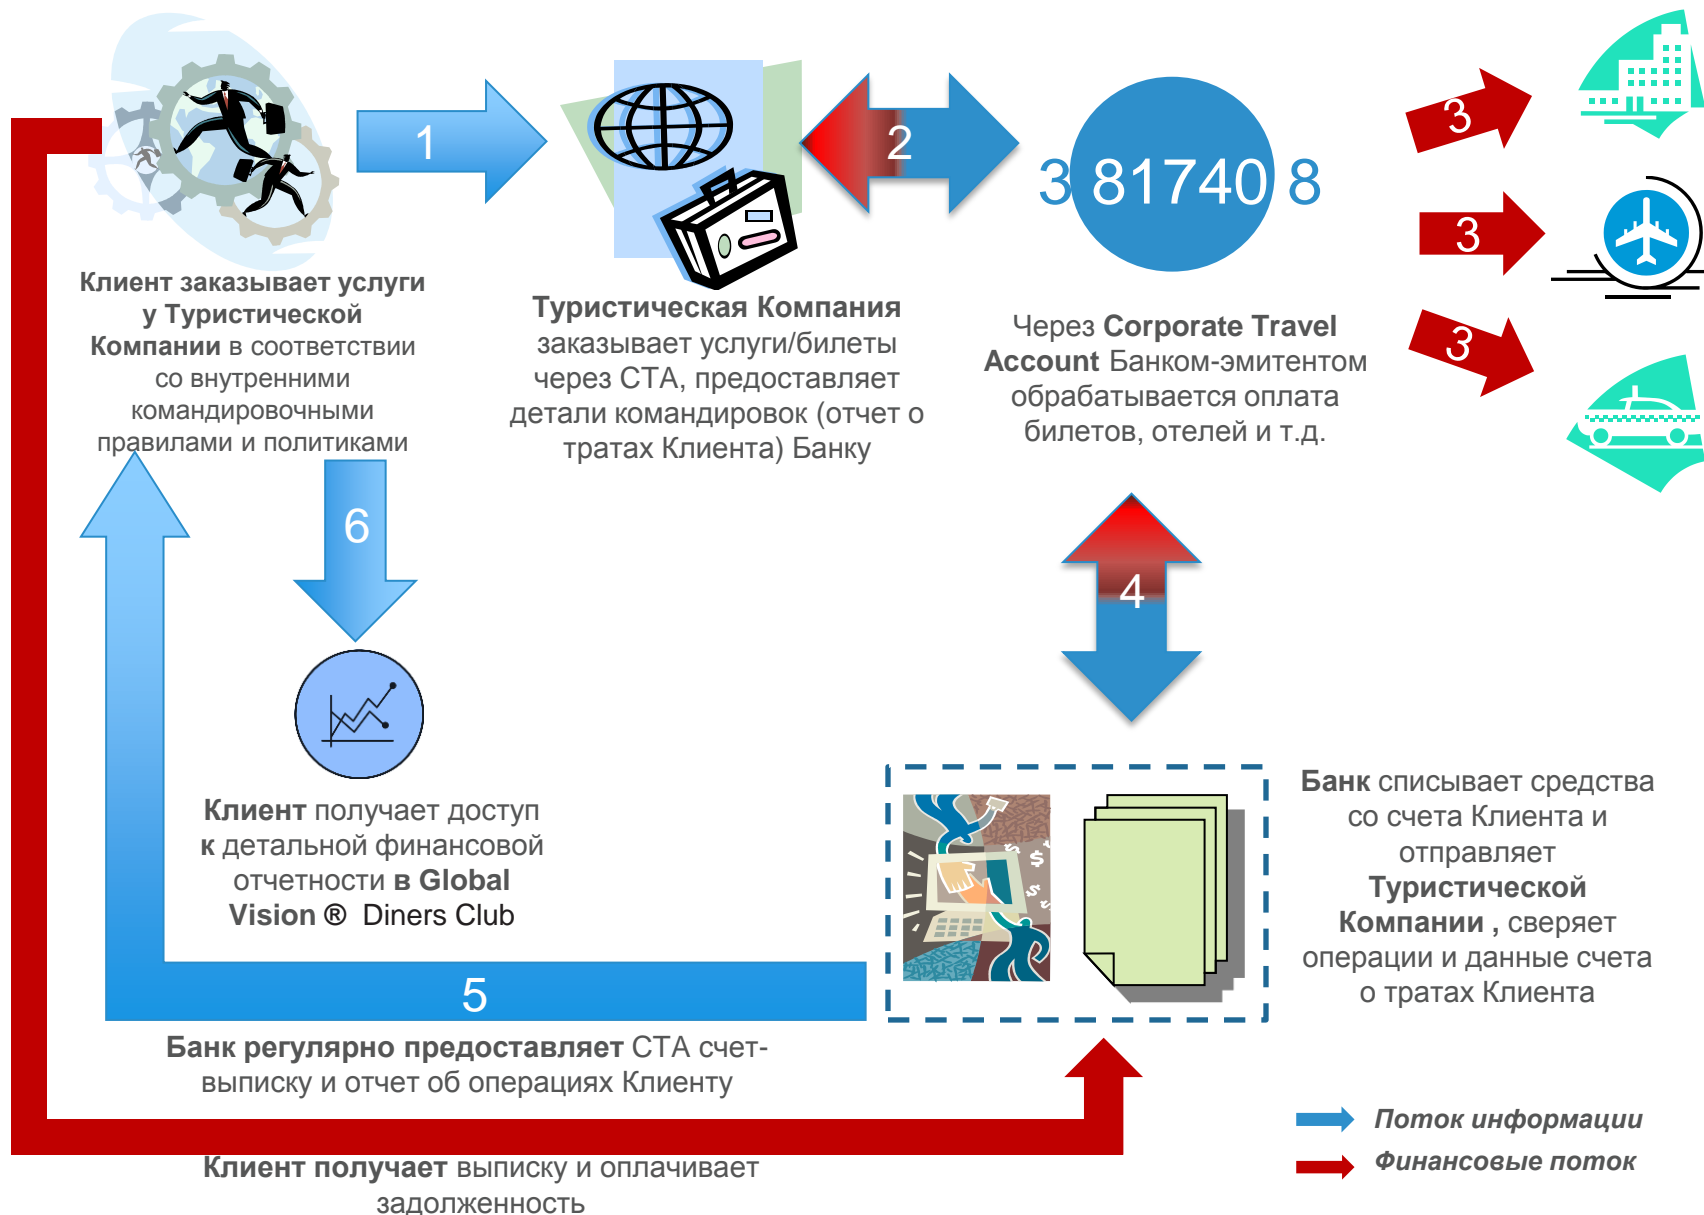 1
2
3 81740 8
3
3
3
Клиент заказывает услуги
у Туристической
Компании в соответствии
со внутренними
командировочными
правилами и политиками
Туристическая Компания
заказывает услуги/билеты
через СТА, предоставляет
детали командировок (отчет о
тратах Клиента) Банку
Через Corporate Travel
Account Банком-эмитентом
обрабатывается оплата
билетов, отелей и т.д.
6
4
Клиент получает доступ
к детальной финансовой
отчетности в Global
Vision ® Diners Club
Банк списывает средства
со счета Клиента и
отправляет
Туристической
Компании , сверяет
операции и данные счета
о тратах Клиента
$
$
5
Банк регулярно предоставляет СТА счет-
выписку и отчет об операциях Клиенту
Клиент получает выписку и оплачивает
задолженность
Поток информации
Финансовые поток